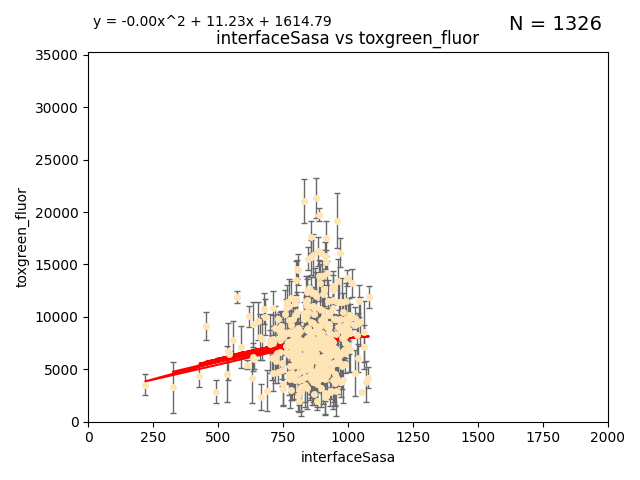 y = -0.00x^2 + 11.23x + 1614.79
N = 1326
interfaceSasa vs toxgreen_fluor
35000
30000
25000
20000
15000
10000
5000
0
toxgreen_fluor
0 250 500 750 1000 1250 1500 1750 2000
interfaceSasa